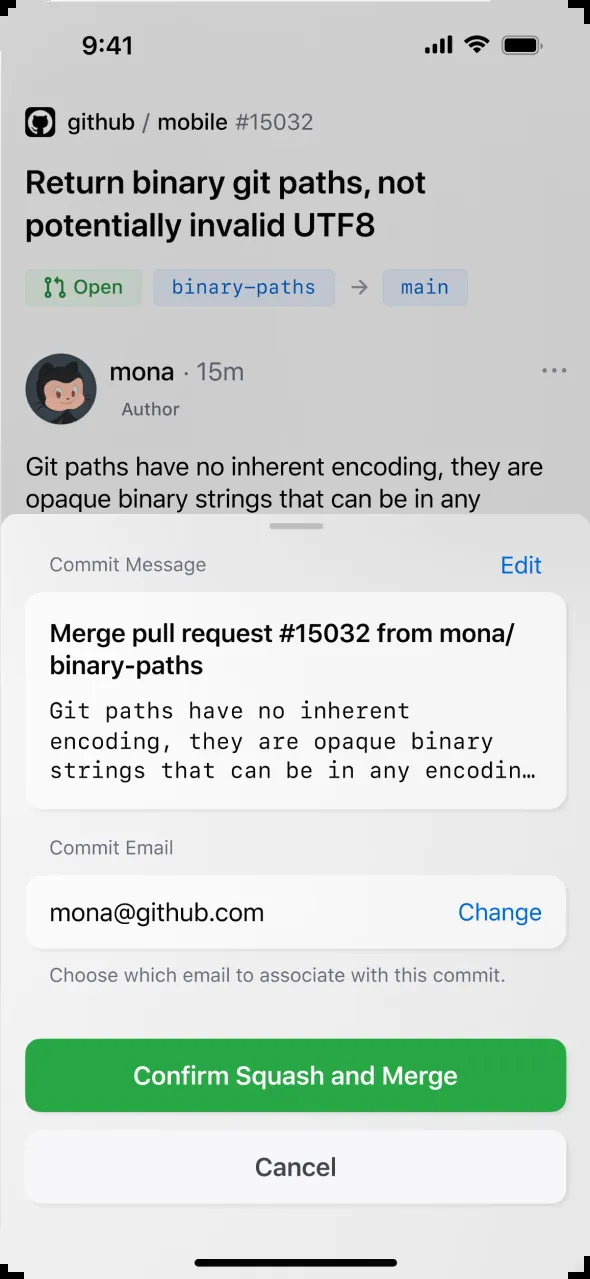 9:41
github / mobile #15032
Return binary git paths, not
potentially invalid UTF8
Open binary-paths → main
mona · 15m
Author
Git paths have no inherent encoding, they are
opaque binary strings that can be in any
Commit Message Edit
Merge pull request #15032 from mona/
binary-paths
Git paths have no inherent
encoding, they are opaque binary
strings that can be in any encodin…
Commit Email
mona@github.com Change
Choose which email to associate with this commit.
Confirm Squash and Merge
Cancel